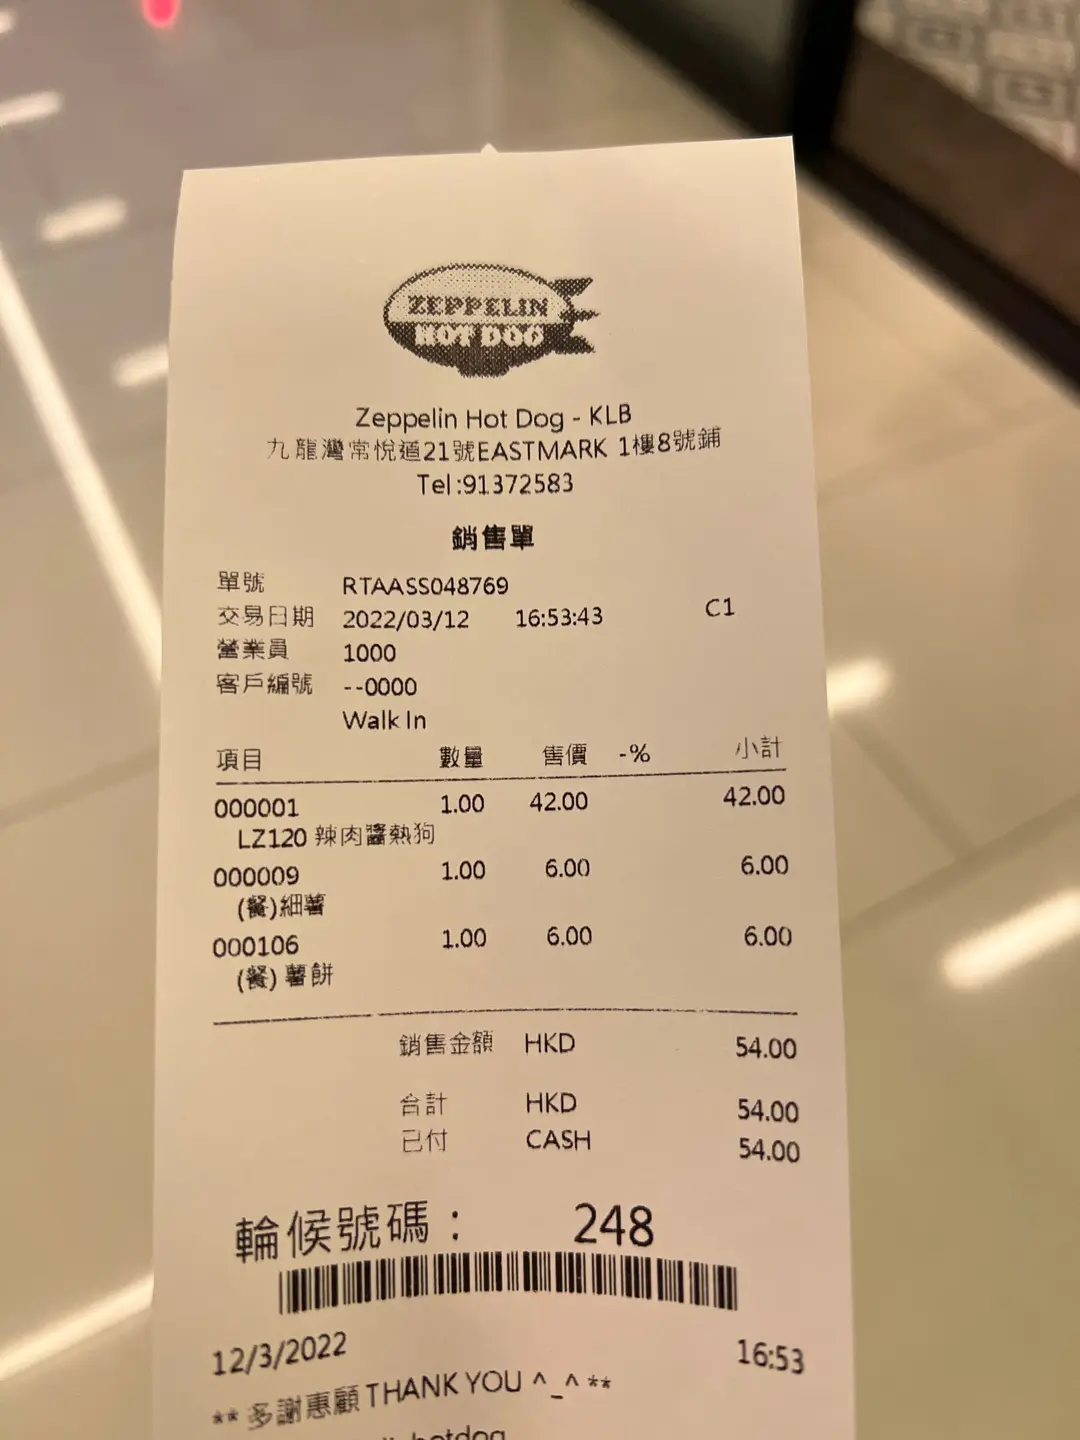 ZEPPELIN
HOT DOG
Zeppelin Hot Dog - KLB
九龍灣常悅道21號EASTMARK 1樓8號鋪
Tel:91372583
銷售單
單號 RTAASS048769
交易日期 2022/03/12 16:53:43 C1
營業員 1000
客戶編號 --0000
Walk In
項目 數量 售價 -% 小計
000001 1.00 42.00 42.00
LZ120 辣肉醬熱狗
000009 1.00 6.00 6.00
(餐)細薯
000106 1.00 6.00 6.00
(餐) 薯餅
銷售金額 HKD 54.00
合計 HKD 54.00
已付 CASH 54.00
輪候號碼： 248
12/3/2022 16:53
** 多謝惠顧 THANK YOU ^_^ **